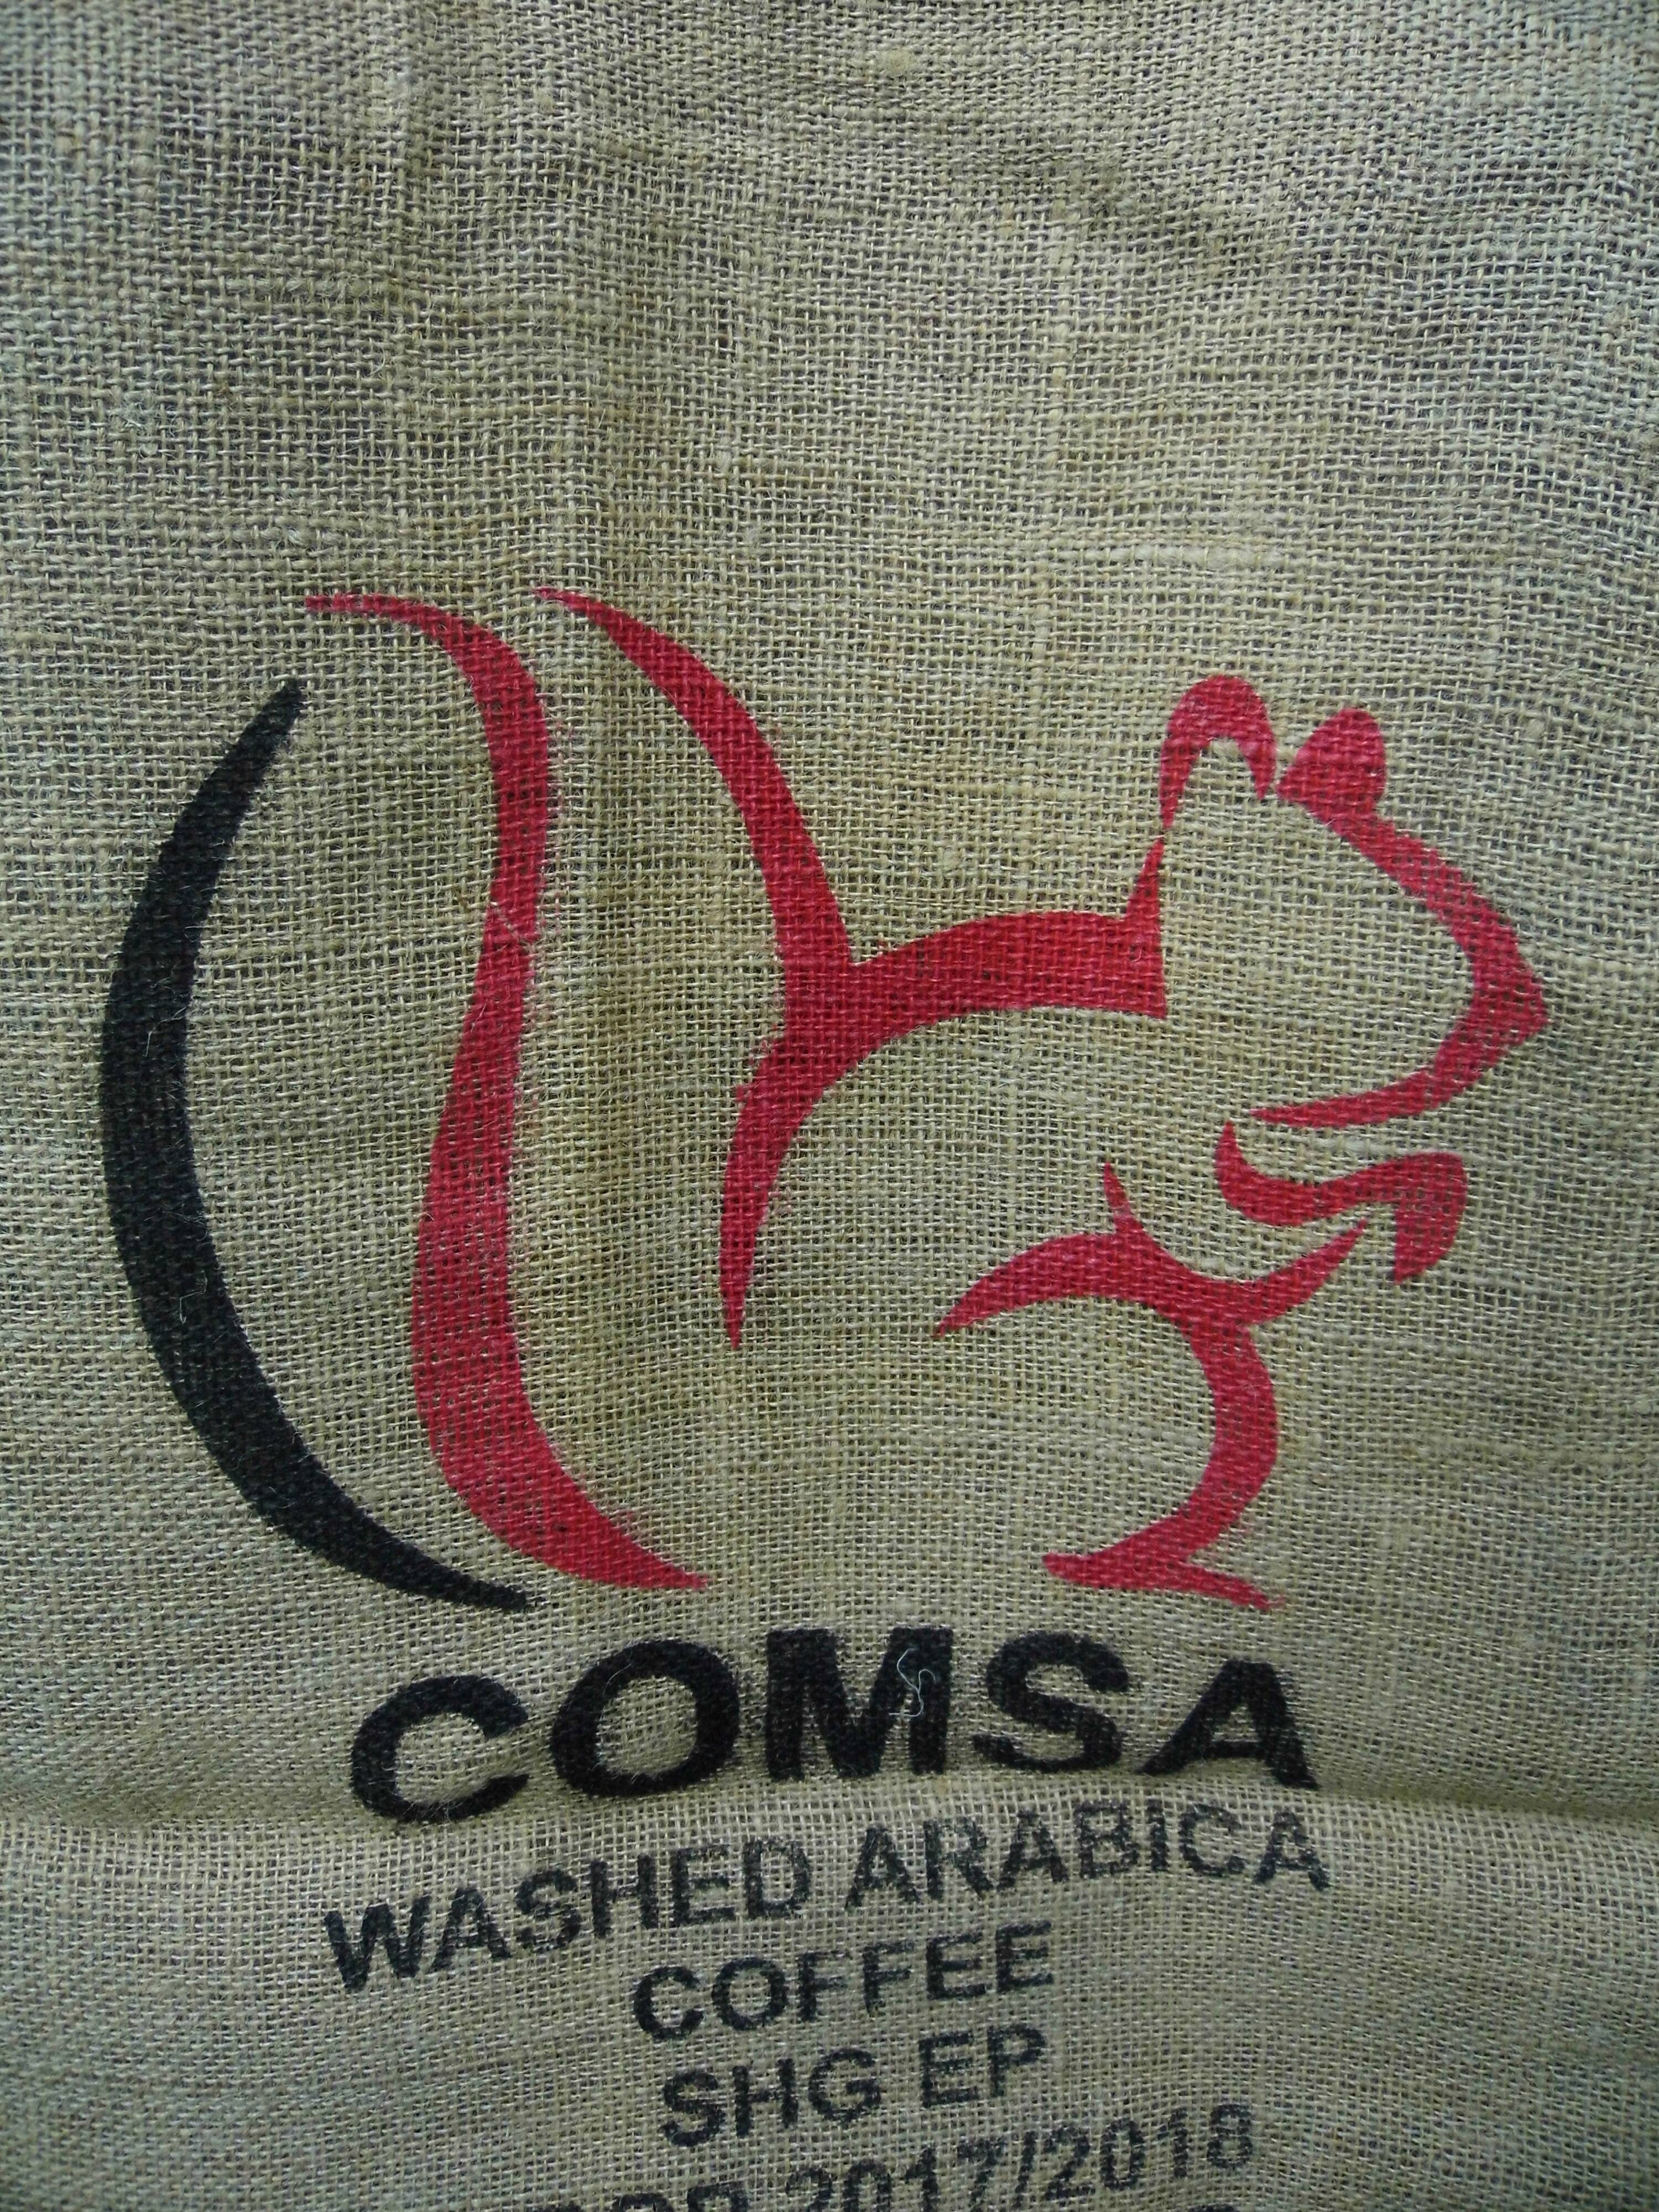 COMSA
WASHED ARABICA
COFFEE
SHG EP
2017/2018